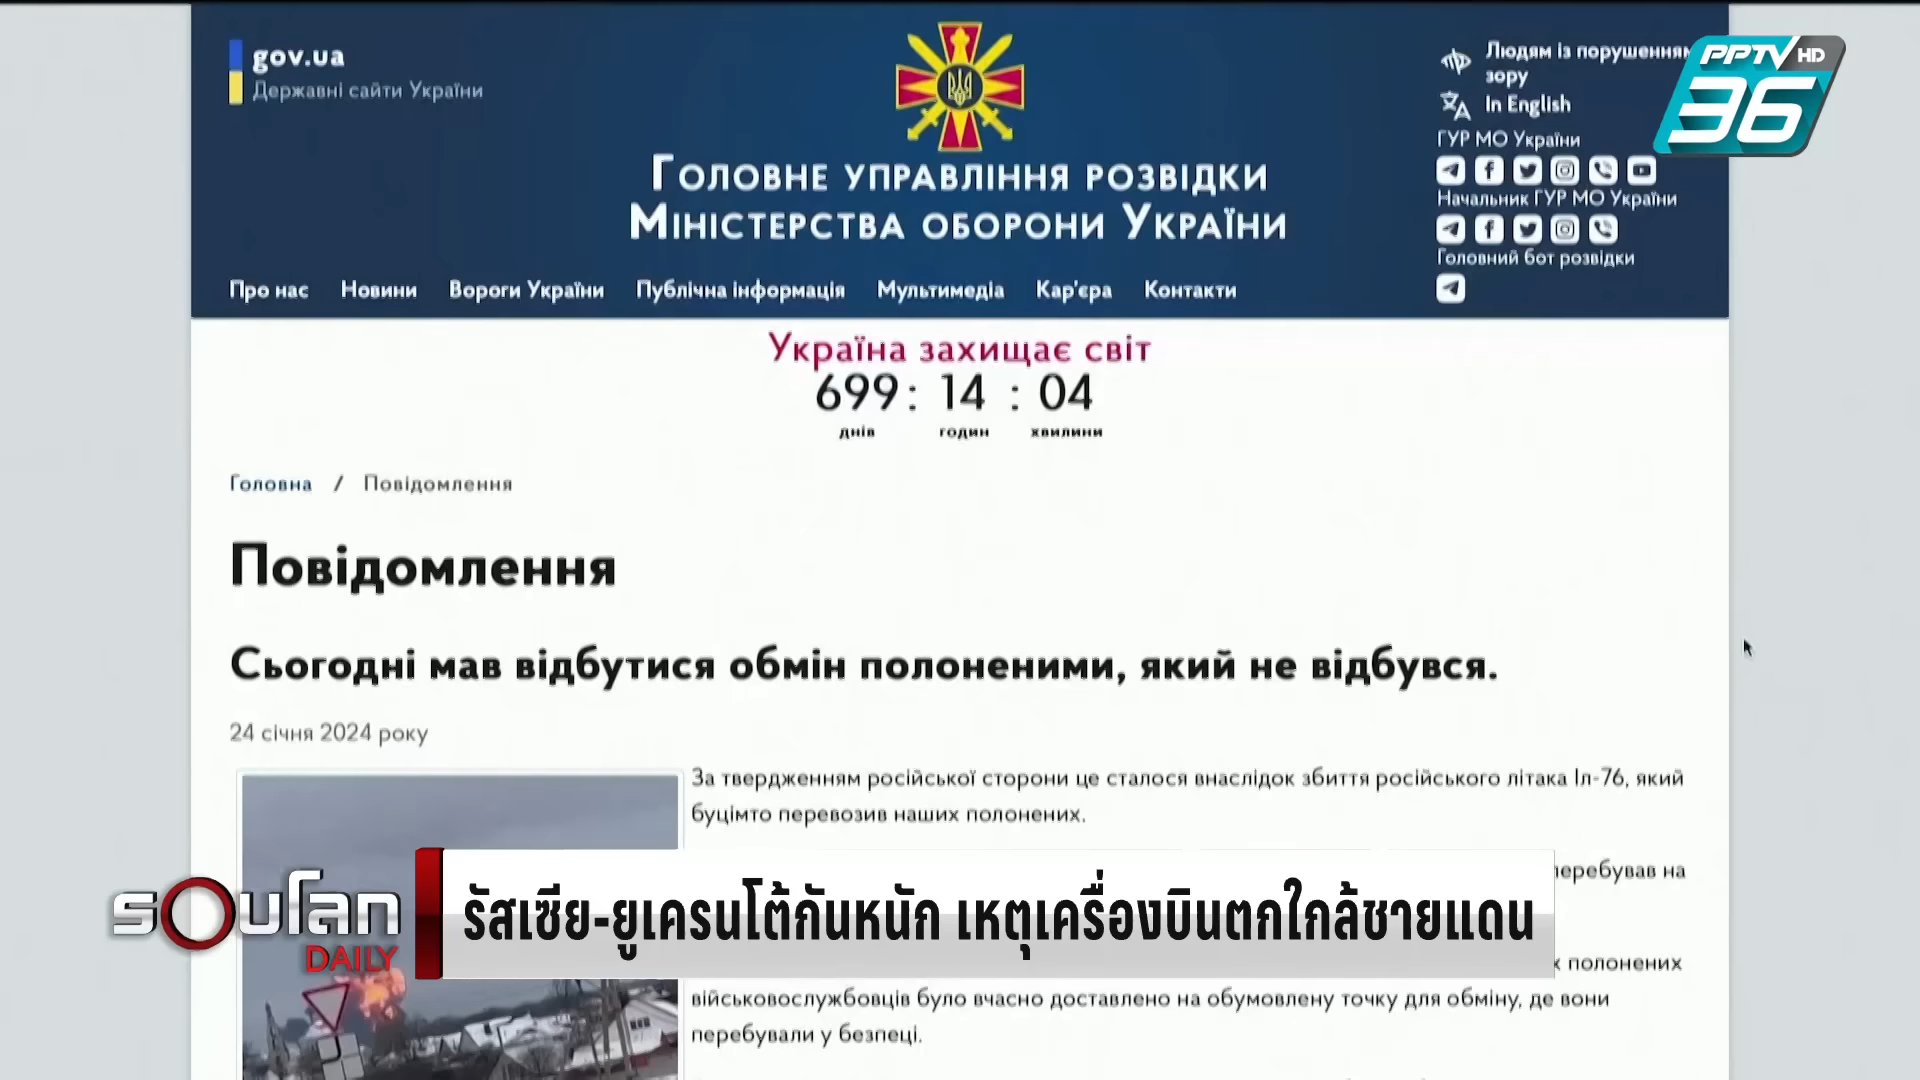 gov.ua
Державні сайти України
Головне управління розвідки
Міністерства оборони України
Людям із порушенням
зору
In English
ГУР МО України
Начальник ГУР МО України
Головний бот розвідки
PPTV HD
36
Про нас Новини Вороги України Публічна інформація Мультимедіа Кар'єра Контакти
Україна захищає світ
699 : 14 : 04
днів годин хвилини
Головна / Повідомлення
Повідомлення
Сьогодні мав відбутися обмін полоненими, який не відбувся.
24 січня 2024 року
За твердженням російської сторони це сталося внаслідок збиття російського літака Іл-76, який
буцімто перевозив наших полонених.
перебував на
รอบโลก
DAILY
รัสเซีย-ยูเครนโต้กันหนัก เหตุเครื่องบินตกใกล้ชายแดน
полонених
військовослужбовців було вчасно доставлено на обумовлену точку для обміну, де вони
перебували у безпеці.